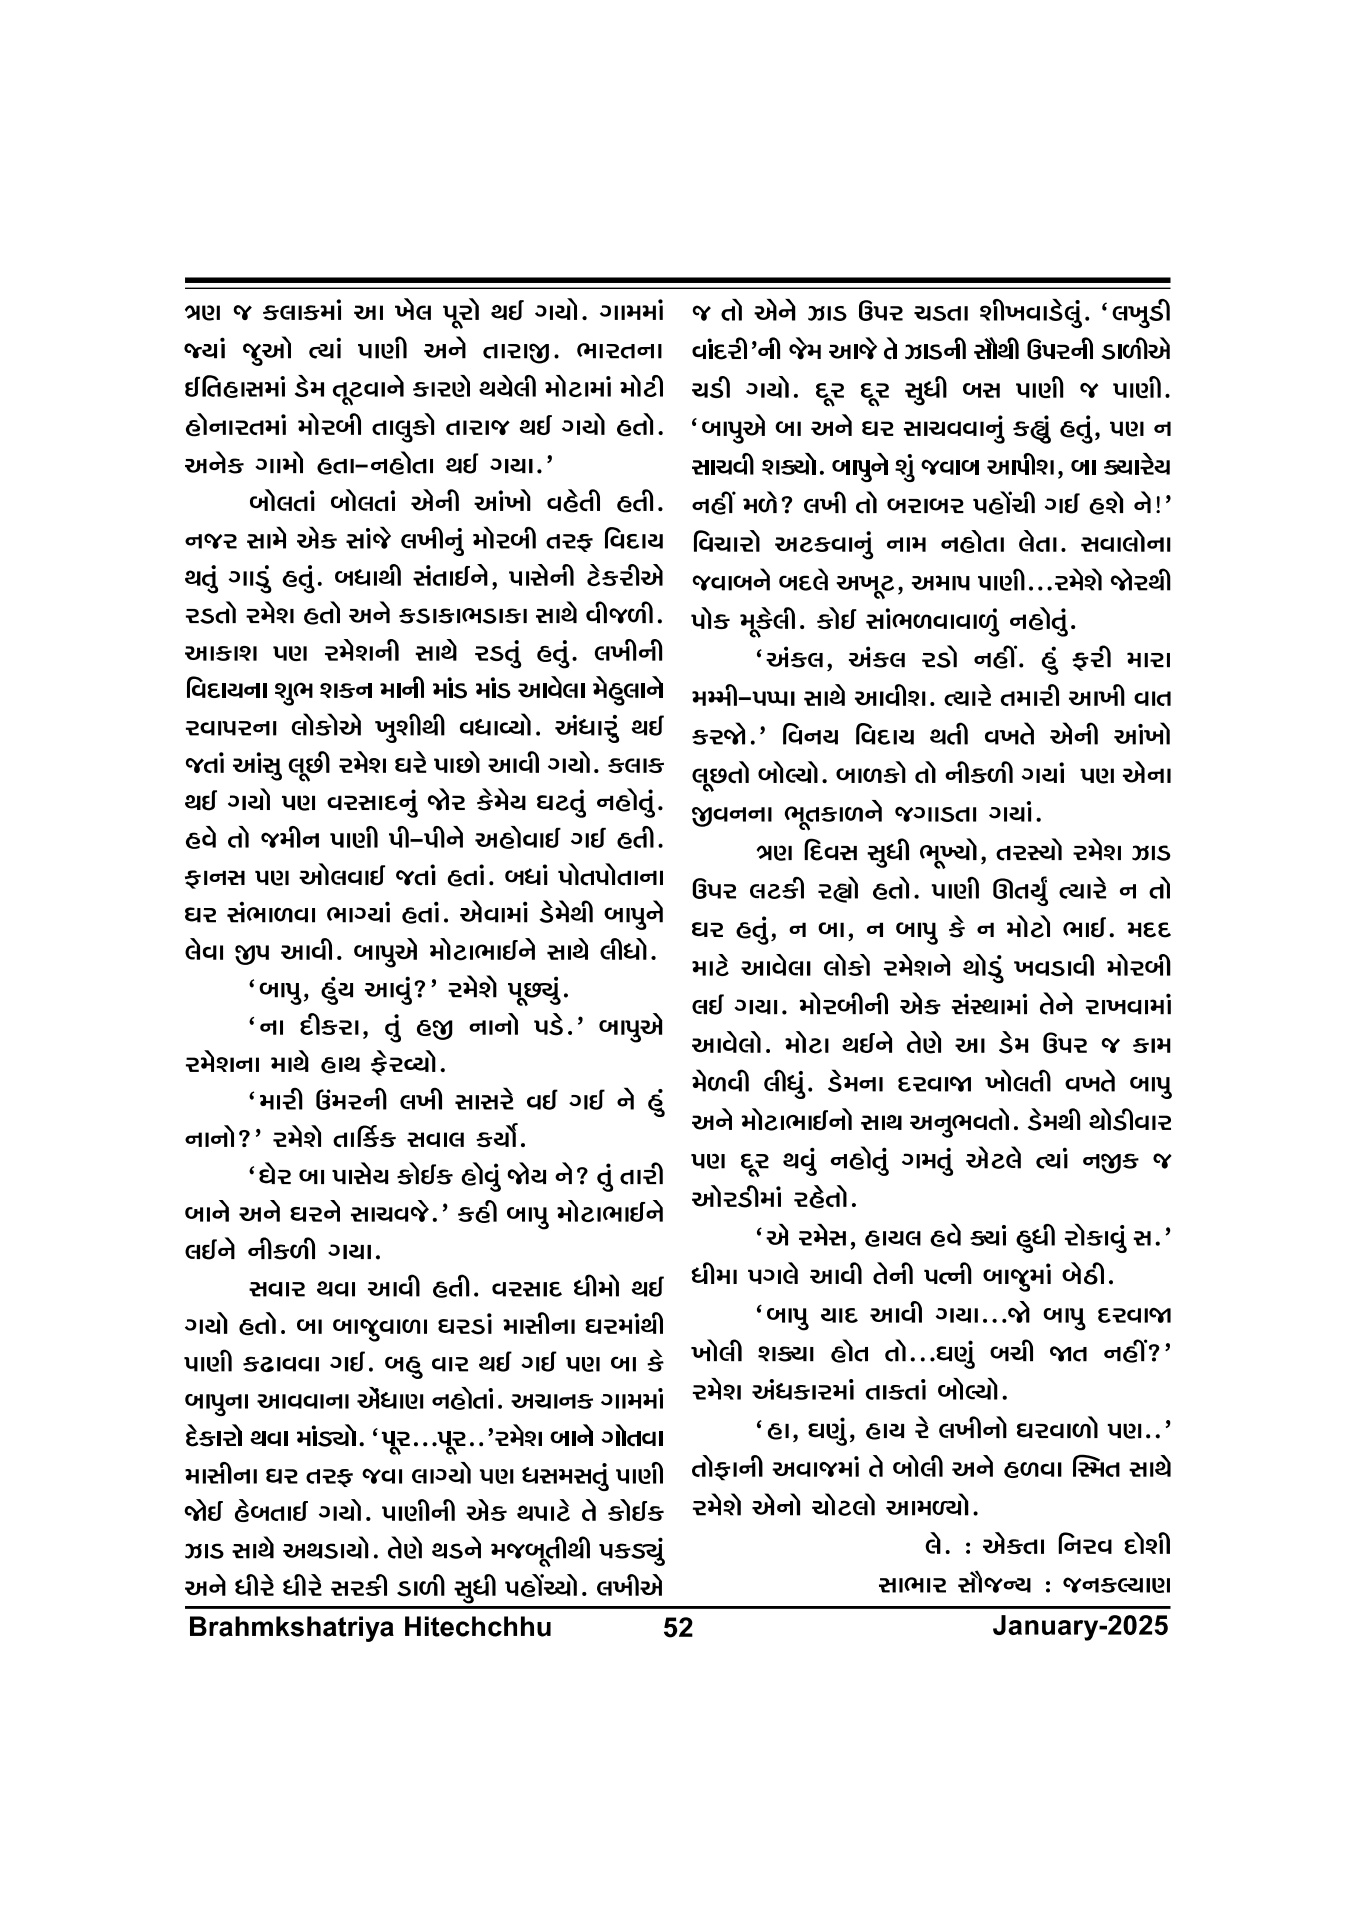 ત્રણ જ કલાકમાં આ ખેલ પૂરો થઈ ગયો. ગામમાં
જ્યાં જુઓ ત્યાં પાણી અને તારાજી. ભારતના
ઈતિહાસમાં ડેમ તૂટવાને કારણે થયેલી મોટામાં મોટી
હોનારતમાં મોરબી તાલુકો તારાજ થઈ ગયો હતો.
અનેક ગામો હતા–નહોતા થઈ ગયા.’
બોલતાં બોલતાં એની આંખો વહેતી હતી.
નજર સામે એક સાંજે લખીનું મોરબી તરફ વિદાય
થતું ગાડું હતું. બધાથી સંતાઈને, પાસેની ટેકરીએ
રડતો રમેશ હતો અને કડાકાભડાકા સાથે વીજળી.
આકાશ પણ રમેશની સાથે રડતું હતું. લખીની
વિદાયના શુભ શકન માની માંડ માંડ આવેલા મેહુલાને
રવાપરના લોકોએ ખુશીથી વધાવ્યો. અંધારું થઈ
જતાં આંસુ લૂછી રમેશ ઘરે પાછો આવી ગયો. કલાક
થઈ ગયો પણ વરસાદનું જોર કેમેય ઘટતું નહોતું.
હવે તો જમીન પાણી પી–પીને અહોવાઈ ગઈ હતી.
ફાનસ પણ ઓલવાઈ જતાં હતાં. બધાં પોતપોતાના
ઘર સંભાળવા ભાગ્યાં હતાં. એવામાં ડેમેથી બાપુને
લેવા જીપ આવી. બાપુએ મોટાભાઈને સાથે લીધો.
‘બાપુ, હુંય આવું?’ રમેશે પૂછ્યું.
‘ના દીકરા, તું હજી નાનો પડે.’ બાપુએ
રમેશના માથે હાથ ફેરવ્યો.
‘મારી ઉંમરની લખી સાસરે વઈ ગઈ ને હું
નાનો?’ રમેશે તાર્કિક સવાલ કર્યો.
‘ઘેર બા પાસેય કોઈક હોવું જોય ને? તું તારી
બાને અને ઘરને સાચવજે.’ કહી બાપુ મોટાભાઈને
લઈને નીકળી ગયા.
સવાર થવા આવી હતી. વરસાદ ધીમો થઈ
ગયો હતો. બા બાજુવાળા ઘરડાં માસીના ઘરમાંથી
પાણી કઢાવવા ગઈ. બહુ વાર થઈ ગઈ પણ બા કે
બાપુના આવવાના એંધાણ નહોતાં. અચાનક ગામમાં
દેકારો થવા માંડ્યો. ‘પૂર...પૂર..’રમેશ બાને ગોતવા
માસીના ઘર તરફ જવા લાગ્યો પણ ધસમસતું પાણી
જોઈ હેબતાઈ ગયો. પાણીની એક થપાટે તે કોઈક
ઝાડ સાથે અથડાયો. તેણે થડને મજબૂતીથી પકડ્યું
અને ધીરે ધીરે સરકી ડાળી સુધી પહોંચ્યો. લખીએ
જ તો એને ઝાડ ઉપર ચડતા શીખવાડેલું. ‘લખુડી
વાંદરી’ની જેમ આજે તે ઝાડની સૌથી ઉપરની ડાળીએ
ચડી ગયો. દૂર દૂર સુધી બસ પાણી જ પાણી.
‘બાપુએ બા અને ઘર સાચવવાનું કહ્યું હતું, પણ ન
સાચવી શક્યો. બાપુને શું જવાબ આપીશ, બા ક્યારેય
નહીં મળે? લખી તો બરાબર પહોંચી ગઈ હશે ને!’
વિચારો અટકવાનું નામ નહોતા લેતા. સવાલોના
જવાબને બદલે અખૂટ, અમાપ પાણી...રમેશે જોરથી
પોક મૂકેલી. કોઈ સાંભળવાવાળું નહોતું.
‘અંકલ, અંકલ રડો નહીં. હું ફરી મારા
મમ્મી–પપ્પા સાથે આવીશ. ત્યારે તમારી આખી વાત
કરજો.’ વિનય વિદાય થતી વખતે એની આંખો
લૂછતો બોલ્યો. બાળકો તો નીકળી ગયાં પણ એના
જીવનના ભૂતકાળને જગાડતા ગયાં.
ત્રણ દિવસ સુધી ભૂખ્યો, તરસ્યો રમેશ ઝાડ
ઉપર લટકી રહ્યો હતો. પાણી ઊતર્યું ત્યારે ન તો
ઘર હતું, ન બા, ન બાપુ કે ન મોટો ભાઈ. મદદ
માટે આવેલા લોકો રમેશને થોડું ખવડાવી મોરબી
લઈ ગયા. મોરબીની એક સંસ્થામાં તેને રાખવામાં
આવેલો. મોટા થઈને તેણે આ ડેમ ઉપર જ કામ
મેળવી લીધું. ડેમના દરવાજા ખોલતી વખતે બાપુ
અને મોટાભાઈનો સાથ અનુભવતો. ડેમથી થોડીવાર
પણ દૂર થવું નહોતું ગમતું એટલે ત્યાં નજીક જ
ઓરડીમાં રહેતો.
‘એ રમેસ, હાયલ હવે ક્યાં હુધી રોકાવું સ.’
ધીમા પગલે આવી તેની પત્ની બાજુમાં બેઠી.
‘બાપુ યાદ આવી ગયા...જો બાપુ દરવાજા
ખોલી શક્યા હોત તો...ઘણું બચી જાત નહીં?’
રમેશ અંધકારમાં તાકતાં બોલ્યો.
‘હા, ઘણું, હાય રે લખીનો ઘરવાળો પણ..’
તોફાની અવાજમાં તે બોલી અને હળવા સ્મિત સાથે
રમેશે એનો ચોટલો આમળ્યો.
લે. : એકતા નિરવ દોશી
સાભાર સૌજન્ય : જનકલ્યાણ
Brahmkshatriya Hitechchhu 52 January-2025